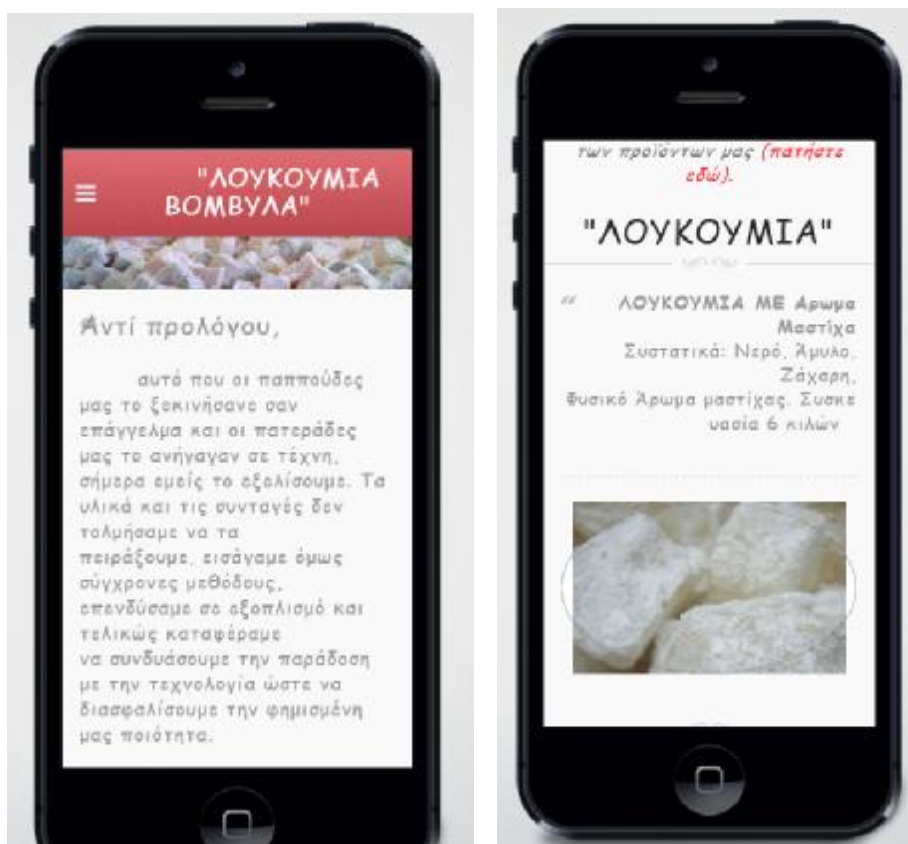 "ΛΟΥΚΟΥΜΙΑ
ΒΟΜΒΥΛΑ"
Αντί προλόγου,
αυτό που οι παππούδες
μας το ξεκινήσανε σαν
επάγγελμα και οι πατεράδες
μας το ανήγαγαν σε τέχνη,
σήμερα εμείς το εξελίσουμε. Τα
υλικά και τις συνταγές δεν
τολμήσαμε να τα
πειράξουμε, εισάγαμε όμως
σύγχρονες μεθόδους,
επενδύσαμε σε εξοπλισμό και
τελικώς καταφέραμε
να συνδυάσουμε την παράδοση
με την τεχνολογία ώστε να
διασφαλίσουμε την φημισμένη
μας ποιότητα.
των προϊόντων μας (πατήστε
εδώ).
"ΛΟΥΚΟΥΜΙΑ"
“ ΛΟΥΚΟΥΜΙΑ ΜΕ Αρωμα
Μαστίχα
Συστατικά: Νερό, Άμυλο,
Ζάχαρη,
Φυσικό Άρωμα μαστίχας. Συσκε
υασία 6 κιλών